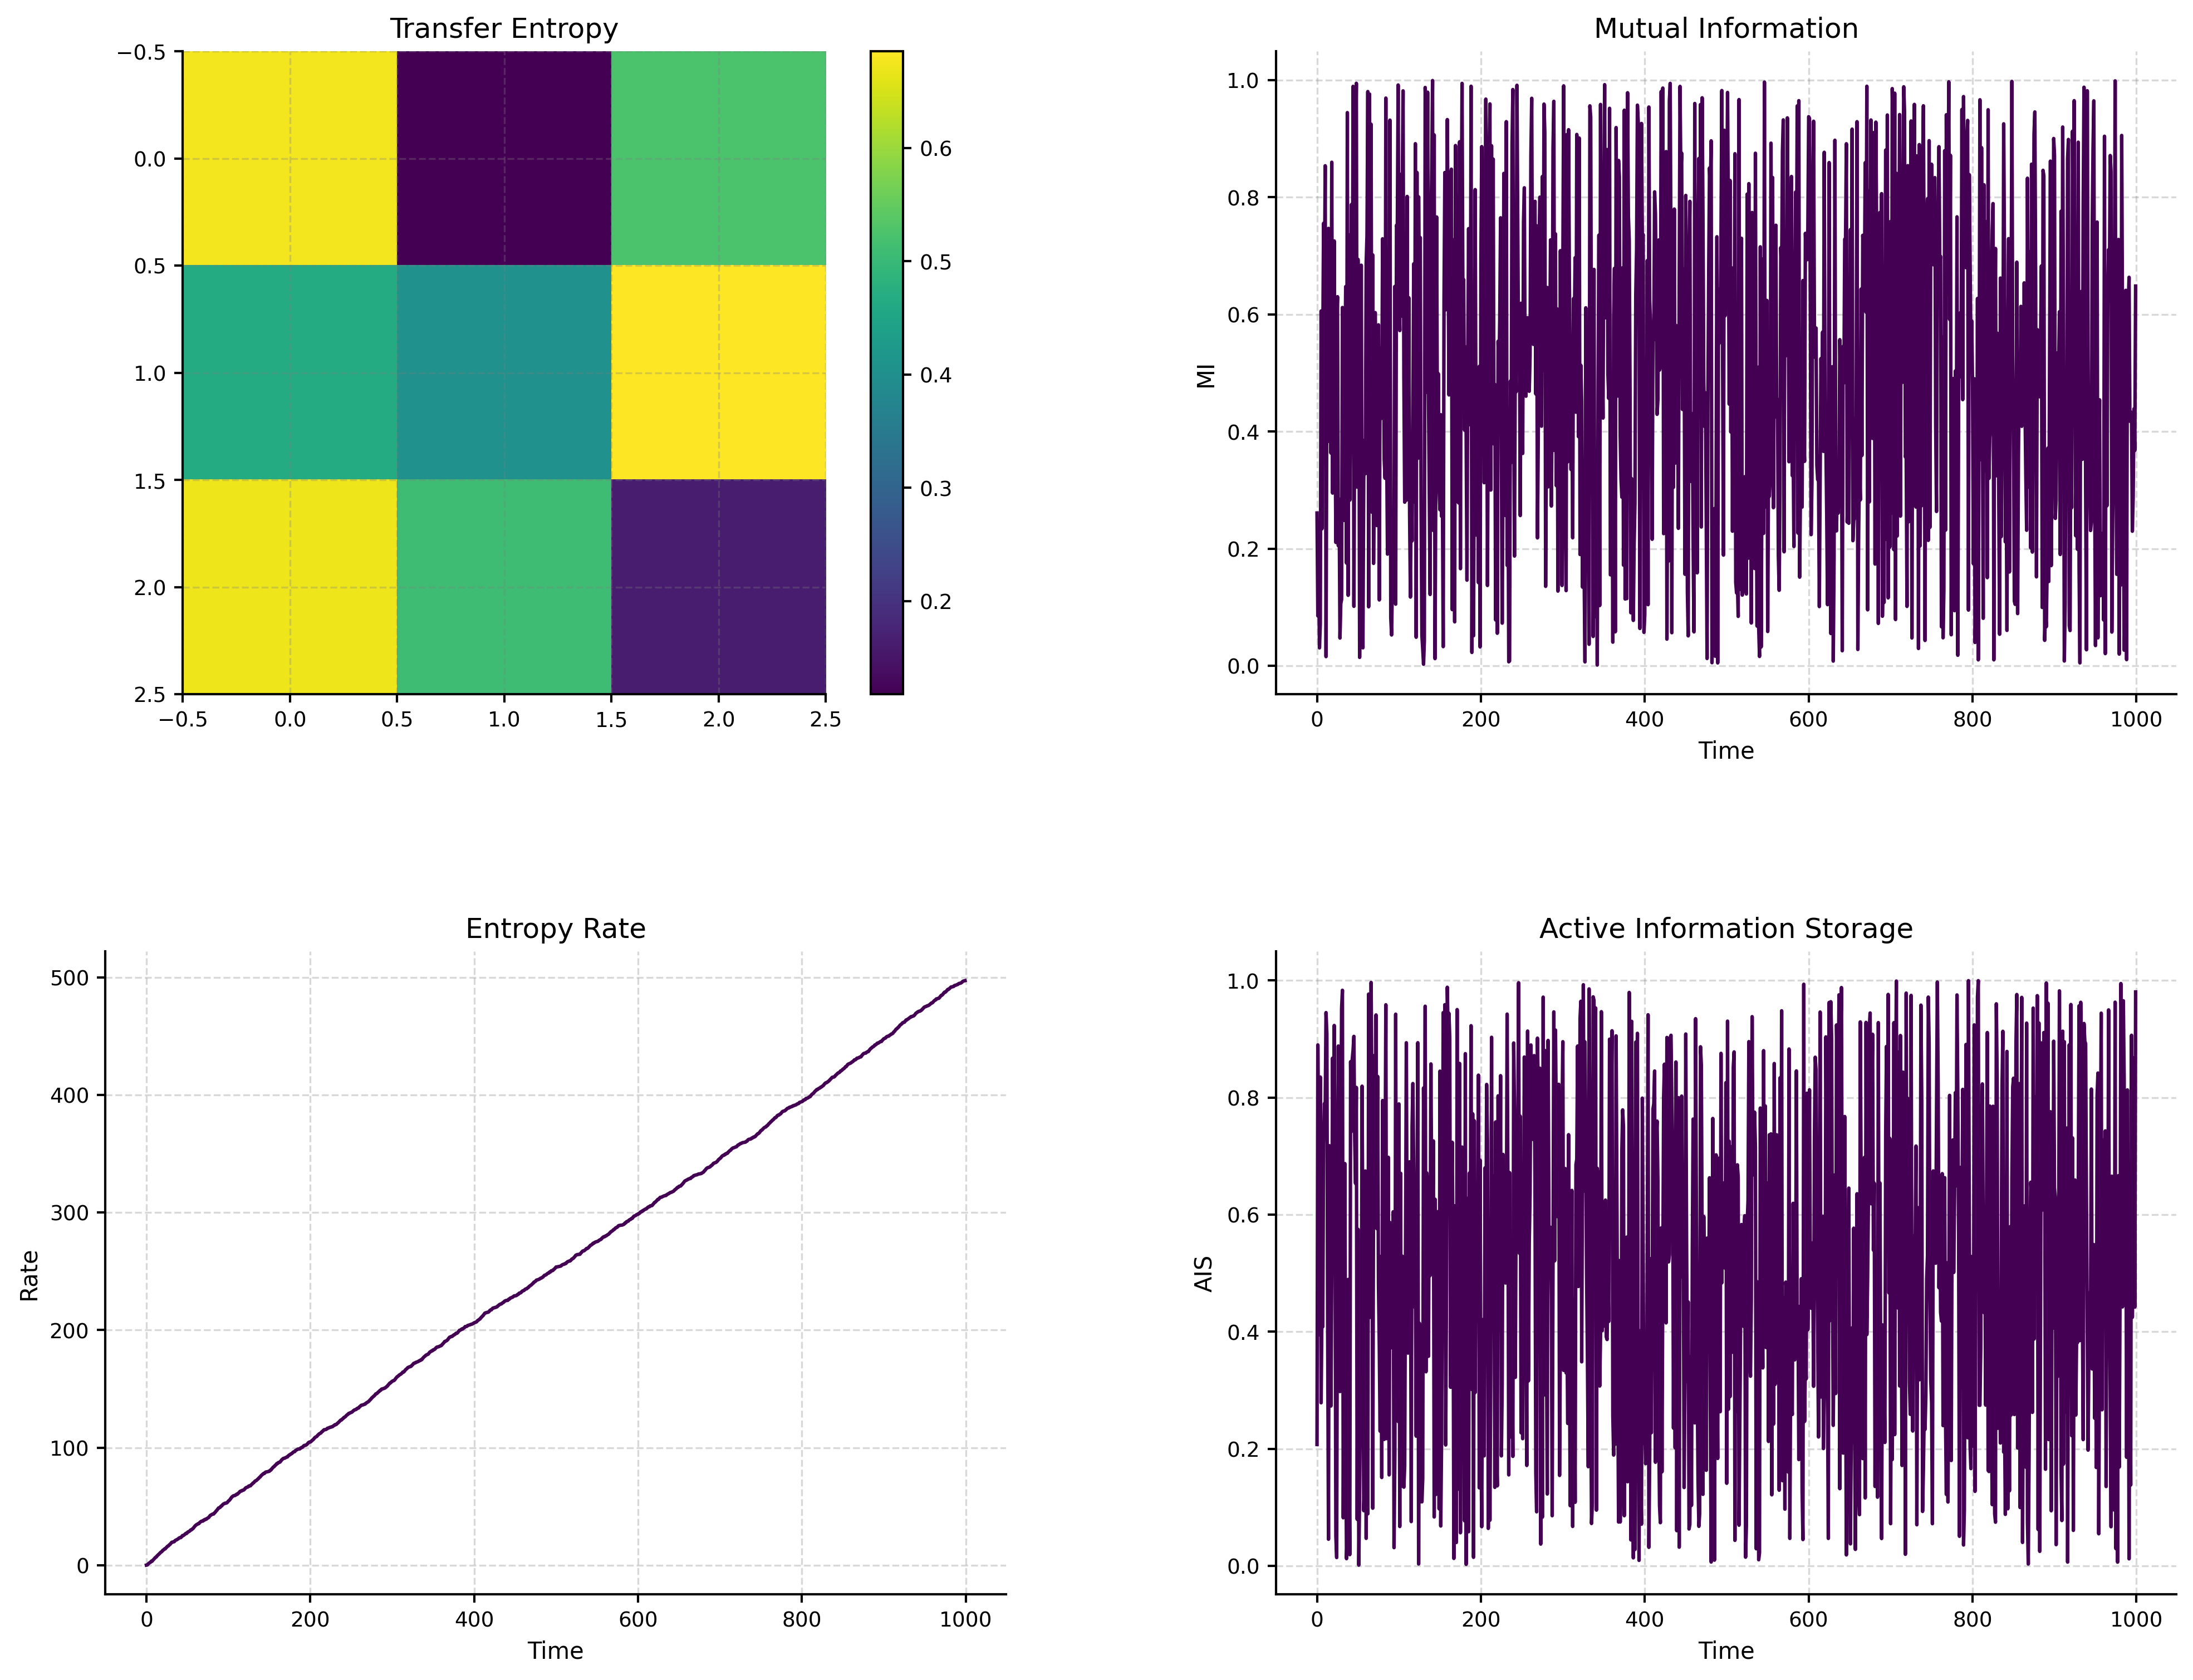 Transfer Entropy
−0.5
0.0
0.5
1.0
1.5
2.0
2.5
−0.5 0.0 0.5 1.0 1.5 2.0 2.5
0.6
0.5
0.4
0.3
0.2
Mutual Information
MI
1.0
0.8
0.6
0.4
0.2
0.0
0 200 400 600 800 1000
Time
Entropy Rate
Rate
500
400
300
200
100
0
0 200 400 600 800 1000
Time
Active Information Storage
AIS
1.0
0.8
0.6
0.4
0.2
0.0
0 200 400 600 800 1000
Time